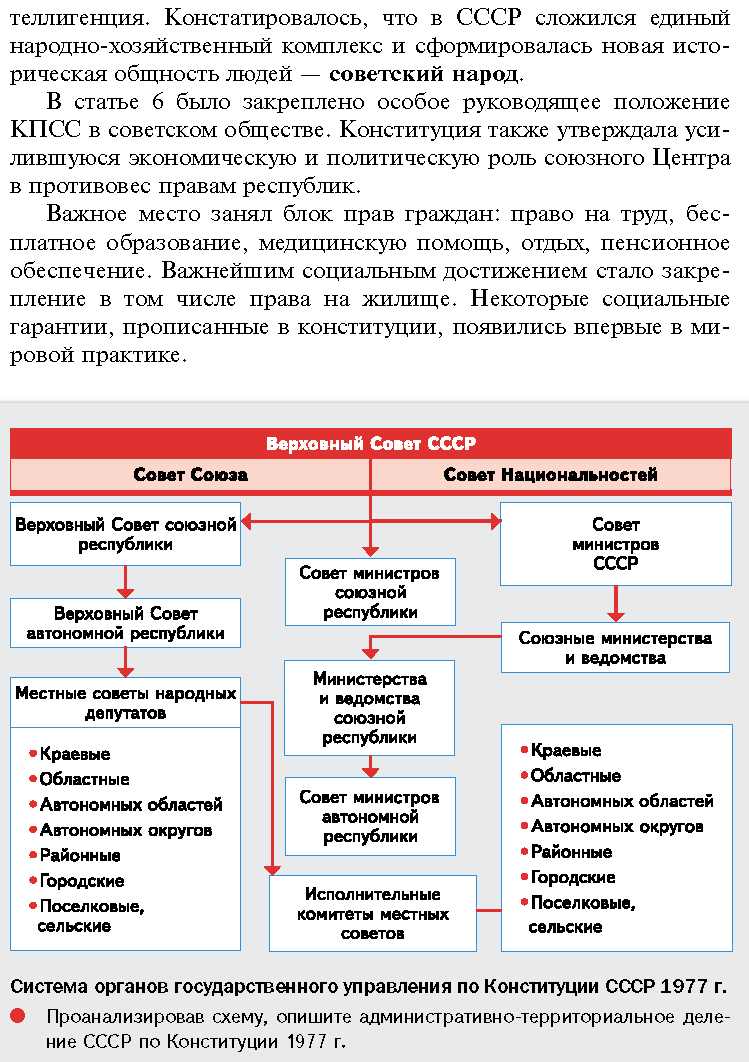 теллигенция. Констатировалось, что в СССР сложился единый
народно-хозяйственный комплекс и сформировалась новая исто-
рическая общность людей — советский народ.
В статье 6 было закреплено особое руководящее положение
КПСС в советском обществе. Конституция также утверждала уси-
лившуюся экономическую и политическую роль союзного Центра
в противовес правам республик.
Важное место занял блок прав граждан: право на труд, бес-
платное образование, медицинскую помощь, отдых, пенсионное
обеспечение. Важнейшим социальным достижением стало закре-
пление в том числе права на жилище. Некоторые социальные
гарантии, прописанные в конституции, появились впервые в ми-
ровой практике.
Верховный Совет СССР
Совет Союза
Совет Национальностей
Верховный Совет союзной
республики
Верховный Совет
автономной республики
Местные советы народных
депутатов
• Краевые
• Областные
• Автономных областей
• Автономных округов
• Районные
• Городские
• Поселковые,
сельские
Совет министров
союзной
республики
Министерства
и ведомства
союзной
республики
Совет министров
автономной
республики
Исполнительные
комитеты местных
советов
Совет
министров
СССР
Союзные министерства
и ведомства
• Краевые
• Областные
• Автономных областей
• Автономных округов
• Районные
• Городские
• Поселковые,
сельские
Система органов государственного управления по Конституции СССР 1977 г.
● Проанализировав схему, опишите административно-территориальное деле-
ние СССР по Конституции 1977 г.